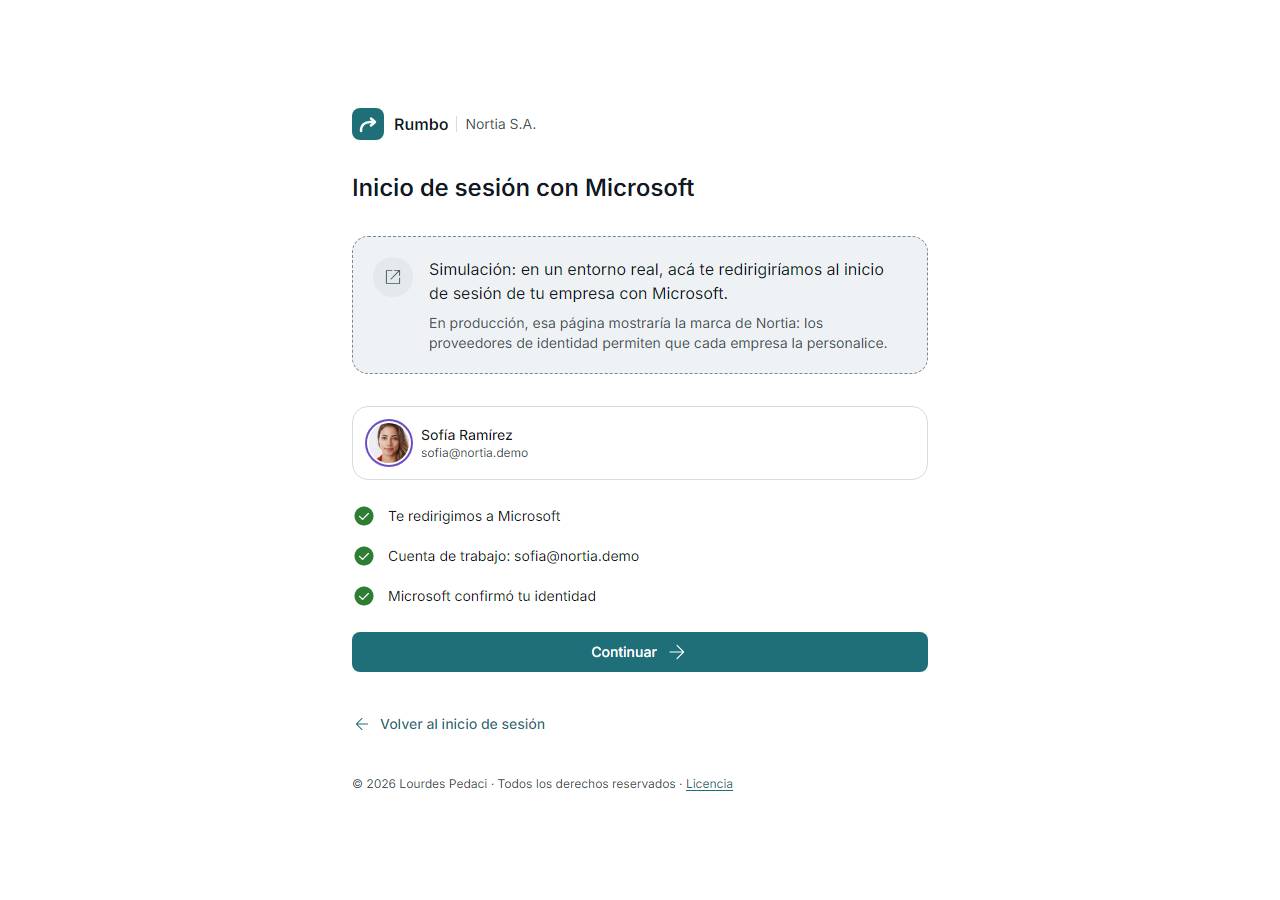 Rumbo Nortia S.A.
Inicio de sesión con Microsoft
Simulación: en un entorno real, acá te redirigiríamos al inicio
de sesión de tu empresa con Microsoft.
En producción, esa página mostraría la marca de Nortia: los
proveedores de identidad permiten que cada empresa la personalice.
Sofía Ramírez
sofia@nortia.demo
Te redirigimos a Microsoft
Cuenta de trabajo: sofia@nortia.demo
Microsoft confirmó tu identidad
Continuar
Volver al inicio de sesión
© 2026 Lourdes Pedaci · Todos los derechos reservados · Licencia